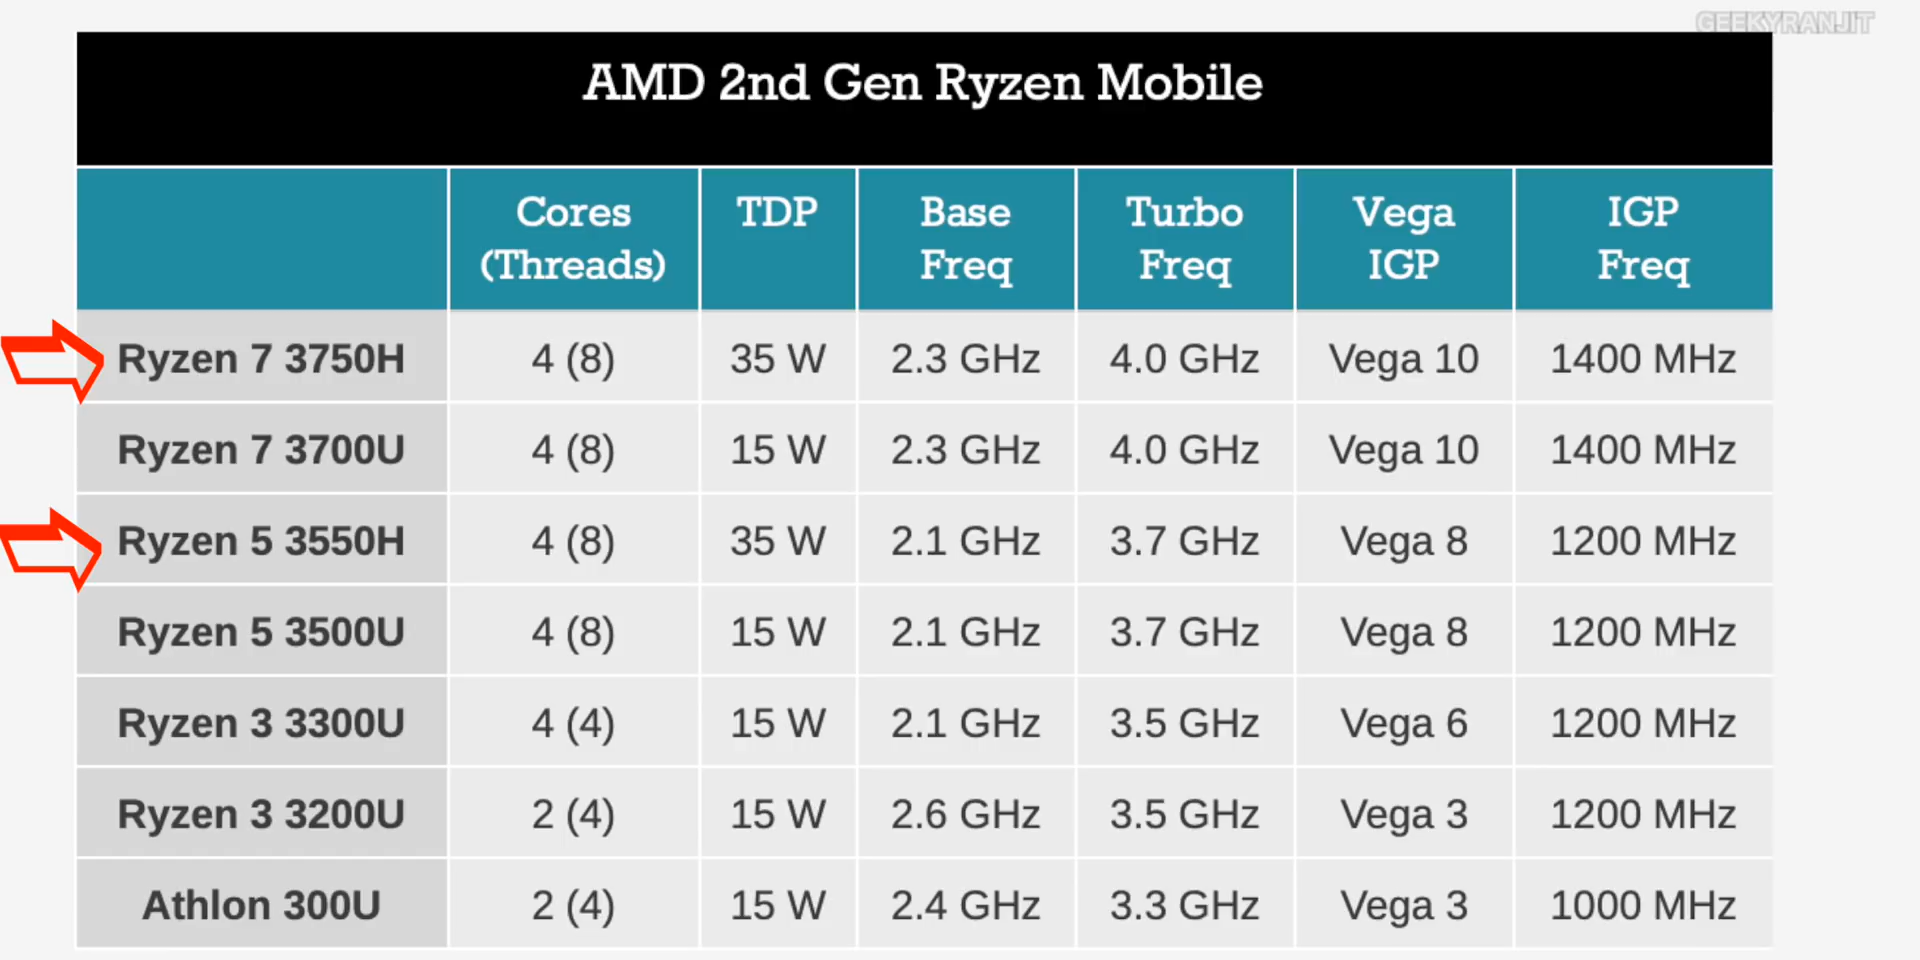 GEEKYRANJIT
AMD 2nd Gen Ryzen Mobile
Cores (Threads) TDP Base Freq Turbo Freq Vega IGP IGP Freq
Ryzen 7 3750H 4 (8) 35 W 2.3 GHz 4.0 GHz Vega 10 1400 MHz
Ryzen 7 3700U 4 (8) 15 W 2.3 GHz 4.0 GHz Vega 10 1400 MHz
Ryzen 5 3550H 4 (8) 35 W 2.1 GHz 3.7 GHz Vega 8 1200 MHz
Ryzen 5 3500U 4 (8) 15 W 2.1 GHz 3.7 GHz Vega 8 1200 MHz
Ryzen 3 3300U 4 (4) 15 W 2.1 GHz 3.5 GHz Vega 6 1200 MHz
Ryzen 3 3200U 2 (4) 15 W 2.6 GHz 3.5 GHz Vega 3 1200 MHz
Athlon 300U 2 (4) 15 W 2.4 GHz 3.3 GHz Vega 3 1000 MHz